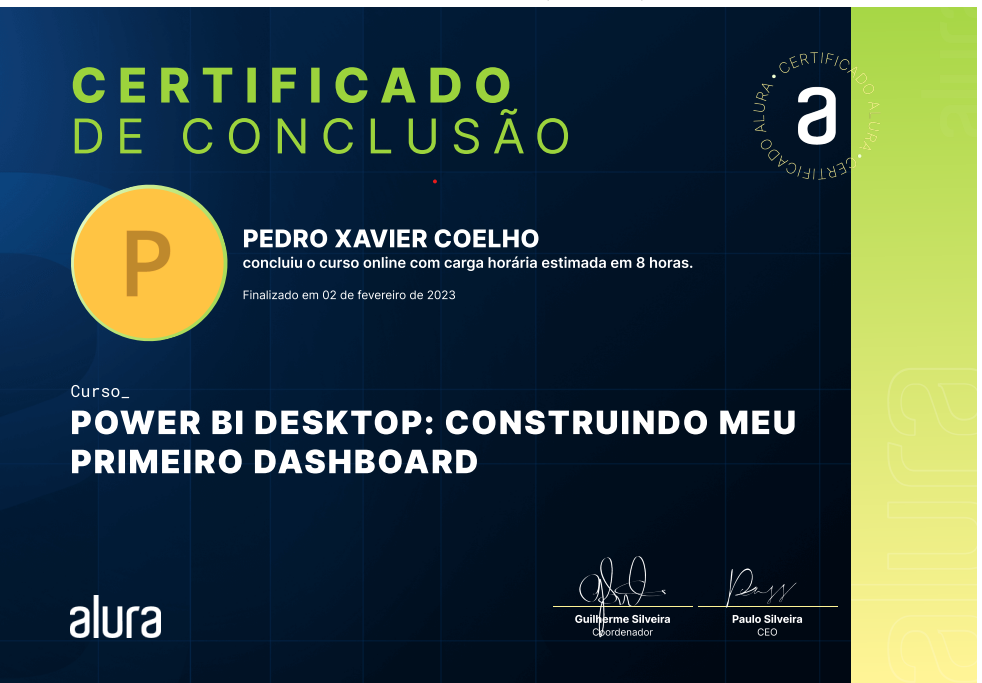 CERTIFICADO
DE CONCLUSÃO
CERTIFICADO ALURA • CERTIFICADO ALURA •
a
P
PEDRO XAVIER COELHO
concluiu o curso online com carga horária estimada em 8 horas.
Finalizado em 02 de fevereiro de 2023
Curso_
POWER BI DESKTOP: CONSTRUINDO MEU
PRIMEIRO DASHBOARD
alura
Guilherme Silveira
Coordenador
Paulo Silveira
CEO
alura